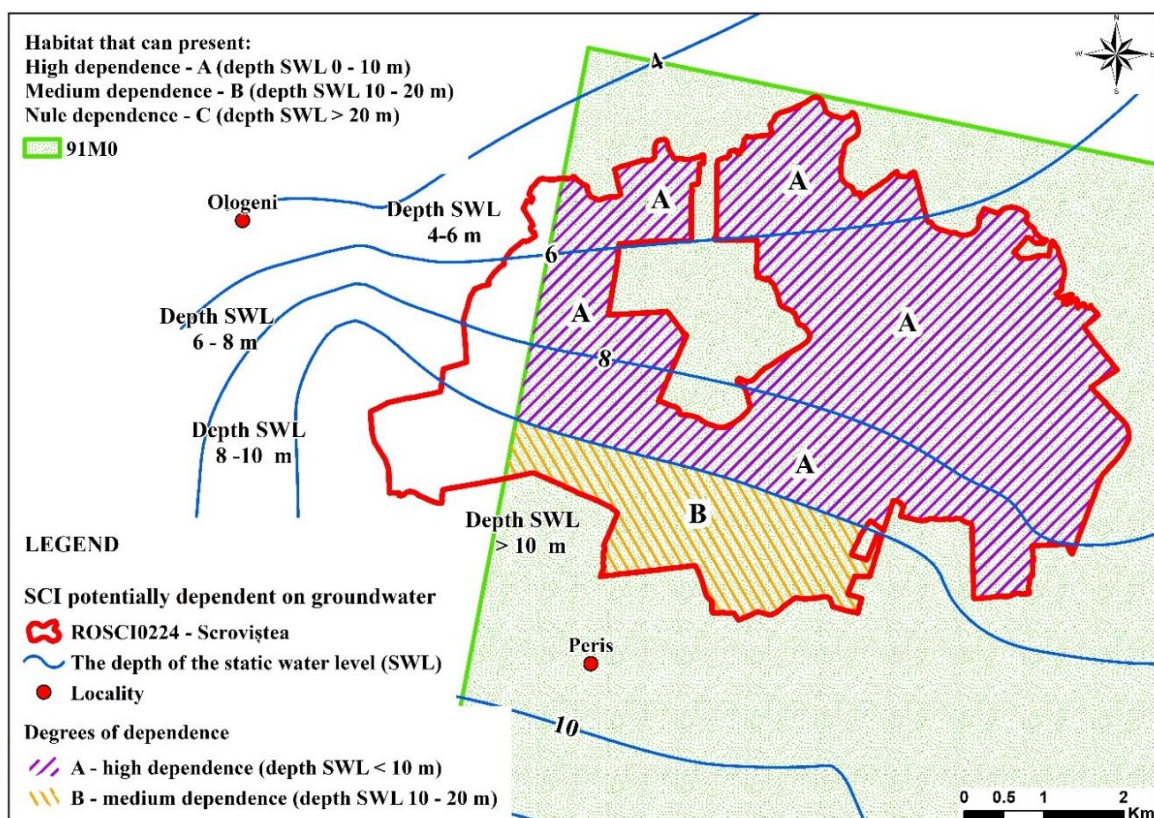 Habitat that can present:
High dependence - A (depth SWL 0 - 10 m)
Medium dependence - B (depth SWL 10 - 20 m)
Nule dependence - C (depth SWL > 20 m)
91M0
N
W
E
S
4
Ologeni
Depth SWL
4-6 m
A
A
6
Depth SWL
6 - 8 m
A
A
8
Depth SWL
8 -10 m
A
B
Depth SWL
> 10 m
LEGEND
SCI potentially dependent on groundwater
ROSCI0224 - Scroviștea
The depth of the static water level (SWL)
Locality
Peris
10
Degrees of dependence
A - high dependence (depth SWL < 10 m)
B - medium dependence (depth SWL 10 - 20 m)
0 0.5 1 2
Km